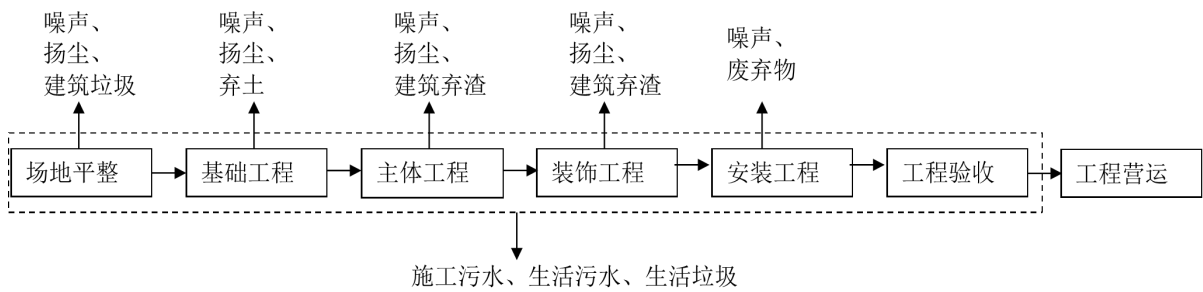 噪声、
扬尘、
建筑垃圾
噪声、
扬尘、
弃土
噪声、
扬尘、
建筑弃渣
噪声、
扬尘、
建筑弃渣
噪声、
废弃物
场地平整
基础工程
主体工程
装饰工程
安装工程
工程验收
工程营运
施工污水、生活污水、生活垃圾